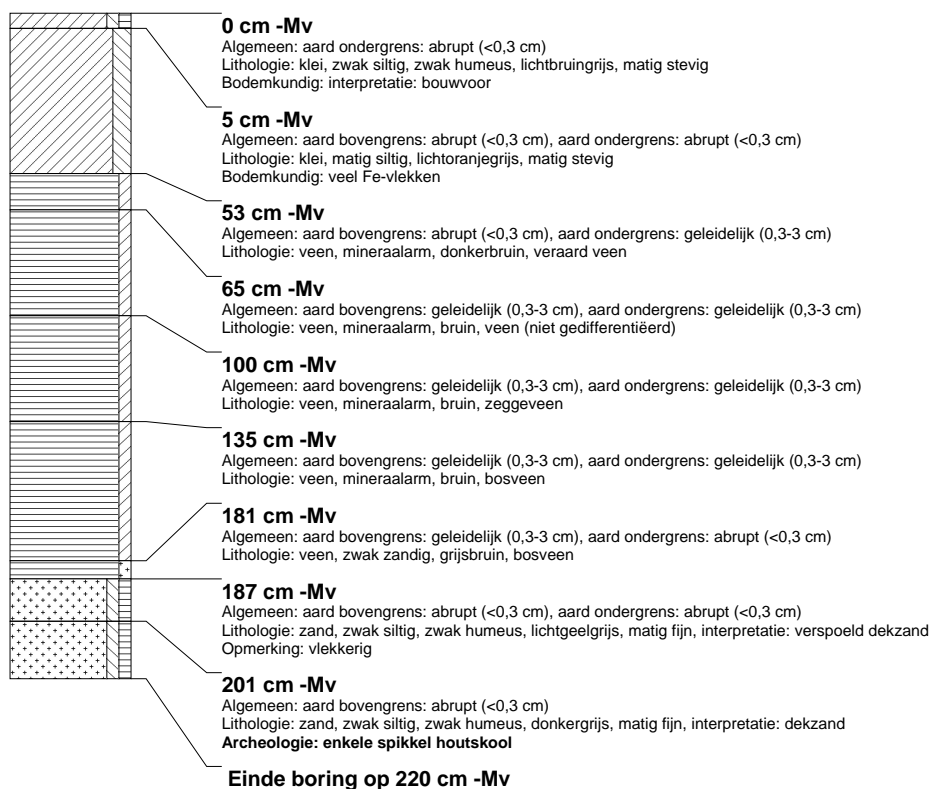 0 cm -Mv
Algemeen: aard ondergrens: abrupt (<0,3 cm)
Lithologie: klei, zwak siltig, zwak humeus, lichtbruingrijs, matig stevig
Bodemkundig: interpretatie: bouwvoor
5 cm -Mv
Algemeen: aard bovengrens: abrupt (<0,3 cm), aard ondergrens: abrupt (<0,3 cm)
Lithologie: klei, matig siltig, lichtoranjegrijs, matig stevig
Bodemkundig: veel Fe-vlekken
53 cm -Mv
Algemeen: aard bovengrens: abrupt (<0,3 cm), aard ondergrens: geleidelijk (0,3-3 cm)
Lithologie: veen, mineraalarm, donkerbruin, veraard veen
65 cm -Mv
Algemeen: aard bovengrens: geleidelijk (0,3-3 cm), aard ondergrens: geleidelijk (0,3-3 cm)
Lithologie: veen, mineraalarm, bruin, veen (niet gedifferentiëerd)
100 cm -Mv
Algemeen: aard bovengrens: geleidelijk (0,3-3 cm), aard ondergrens: geleidelijk (0,3-3 cm)
Lithologie: veen, mineraalarm, bruin, zeggeveen
135 cm -Mv
Algemeen: aard bovengrens: geleidelijk (0,3-3 cm), aard ondergrens: geleidelijk (0,3-3 cm)
Lithologie: veen, mineraalarm, bruin, bosveen
181 cm -Mv
Algemeen: aard bovengrens: geleidelijk (0,3-3 cm), aard ondergrens: abrupt (<0,3 cm)
Lithologie: veen, zwak zandig, grijsbruin, bosveen
187 cm -Mv
Algemeen: aard bovengrens: abrupt (<0,3 cm), aard ondergrens: abrupt (<0,3 cm)
Lithologie: zand, zwak siltig, zwak humeus, lichtgeelgrijs, matig fijn, interpretatie: verspoeld dekzand
Opmerking: vlekkerig
201 cm -Mv
Algemeen: aard bovengrens: abrupt (<0,3 cm)
Lithologie: zand, zwak siltig, zwak humeus, donkergrijs, matig fijn, interpretatie: dekzand
Archeologie: enkele spikkel houtskool
Einde boring op 220 cm -Mv